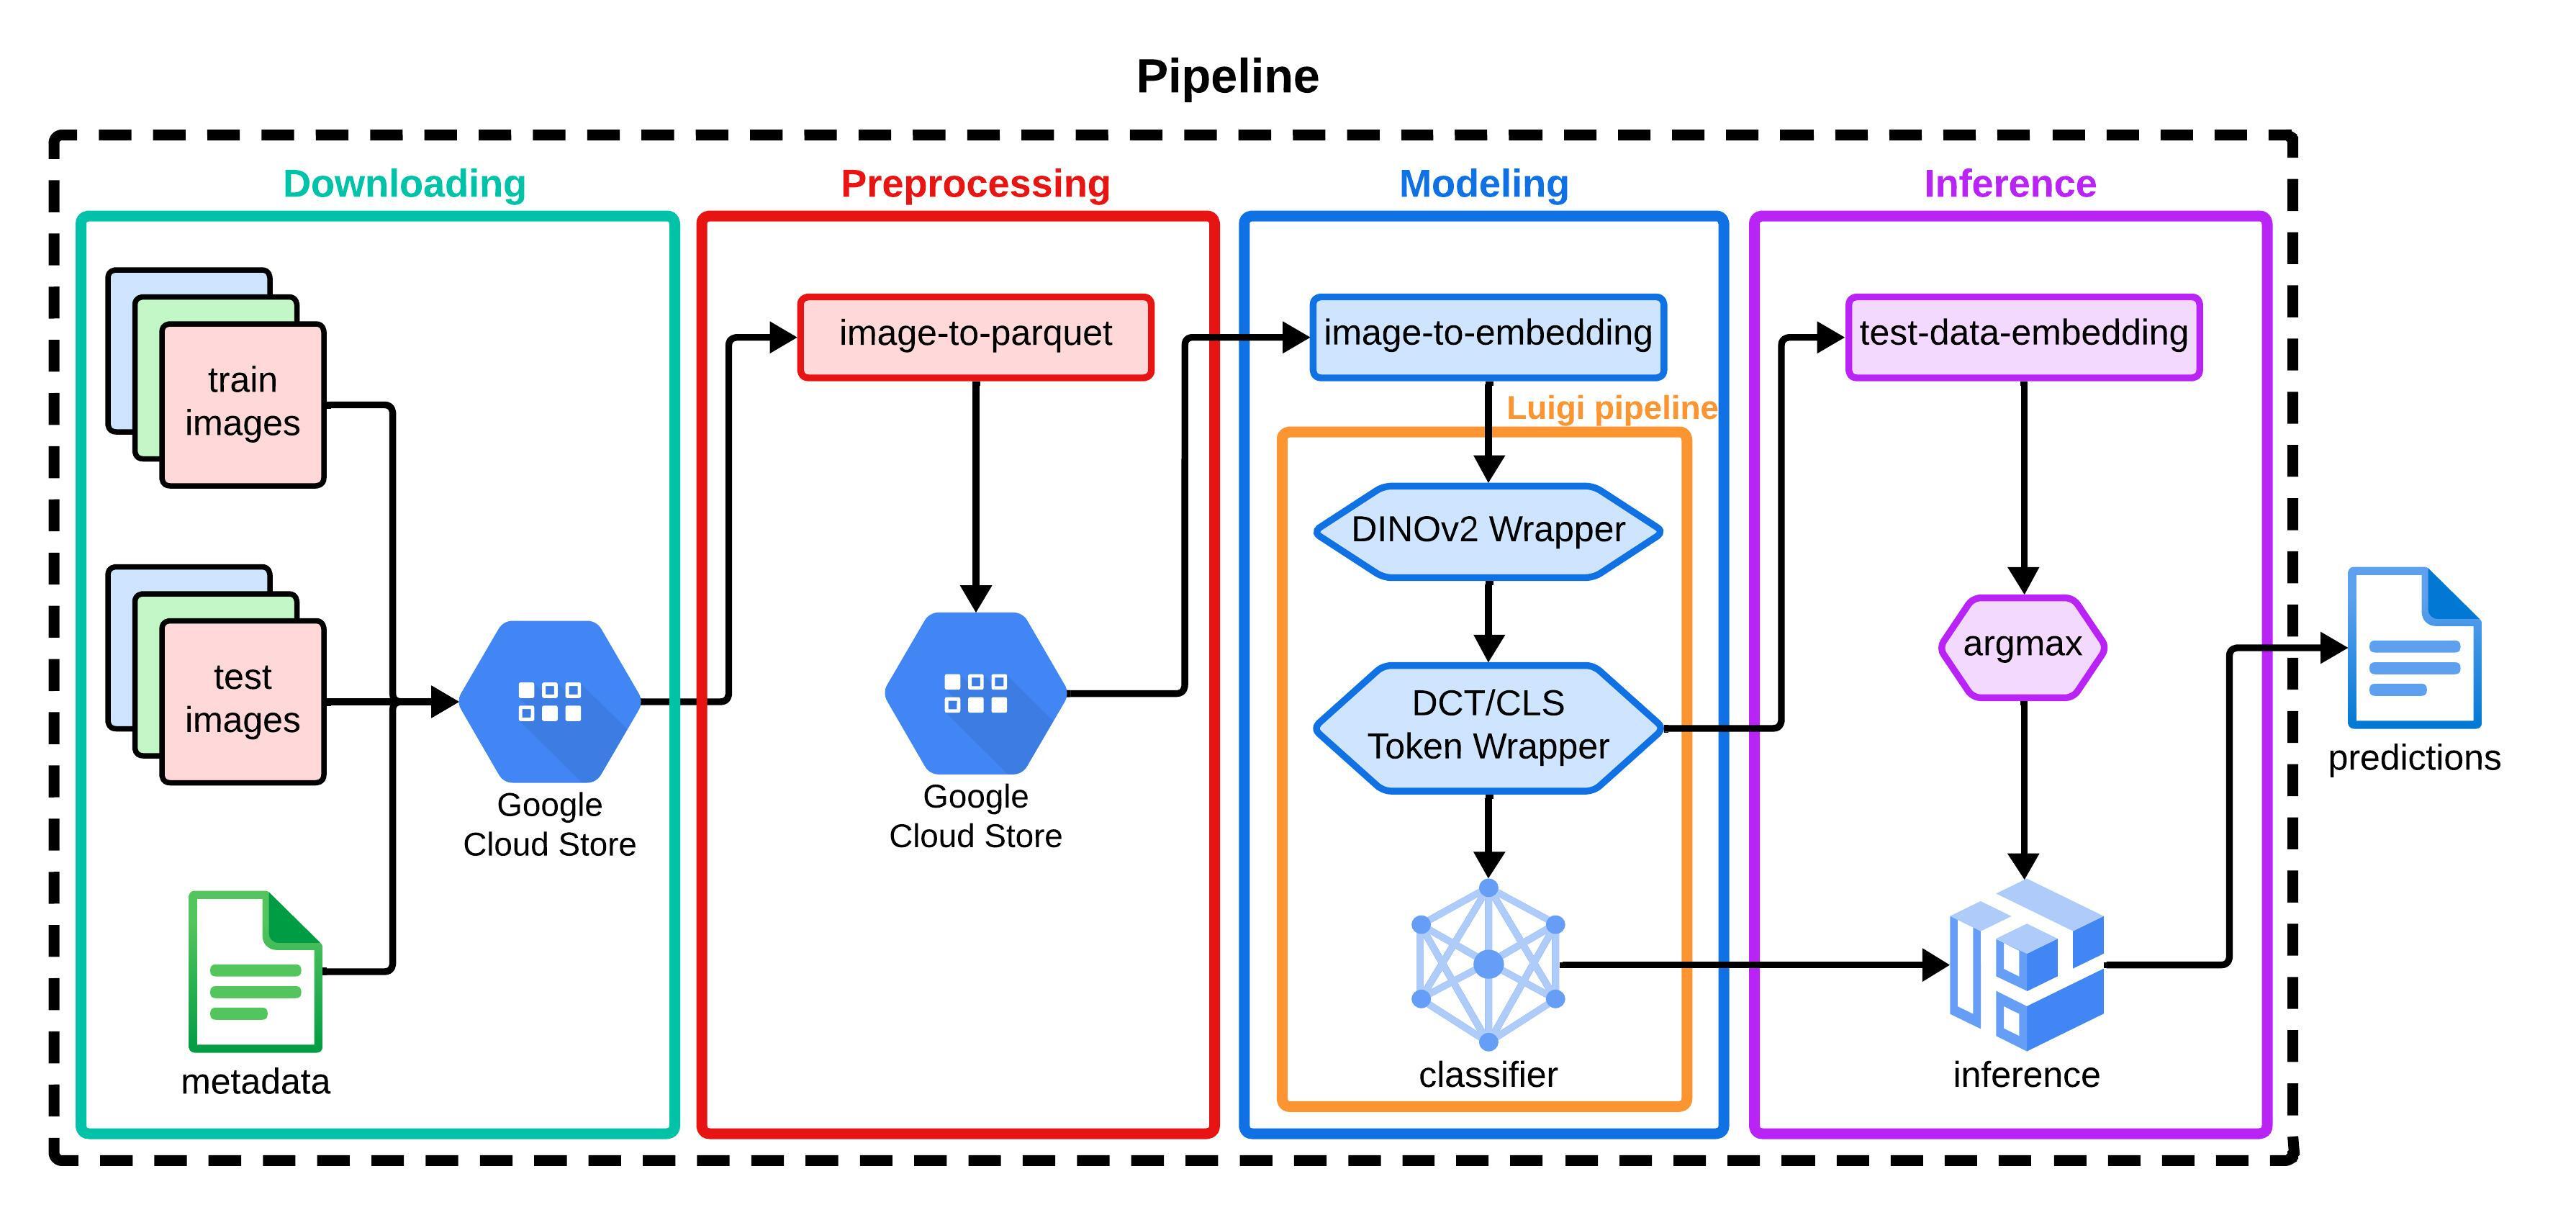 Pipeline
Downloading
train
images
test
images
metadata
Google
Cloud Store
Preprocessing
image-to-parquet
Google
Cloud Store
Modeling
image-to-embedding
Luigi pipeline
DINOv2 Wrapper
DCT/CLS
Token Wrapper
classifier
Inference
test-data-embedding
argmax
inference
predictions